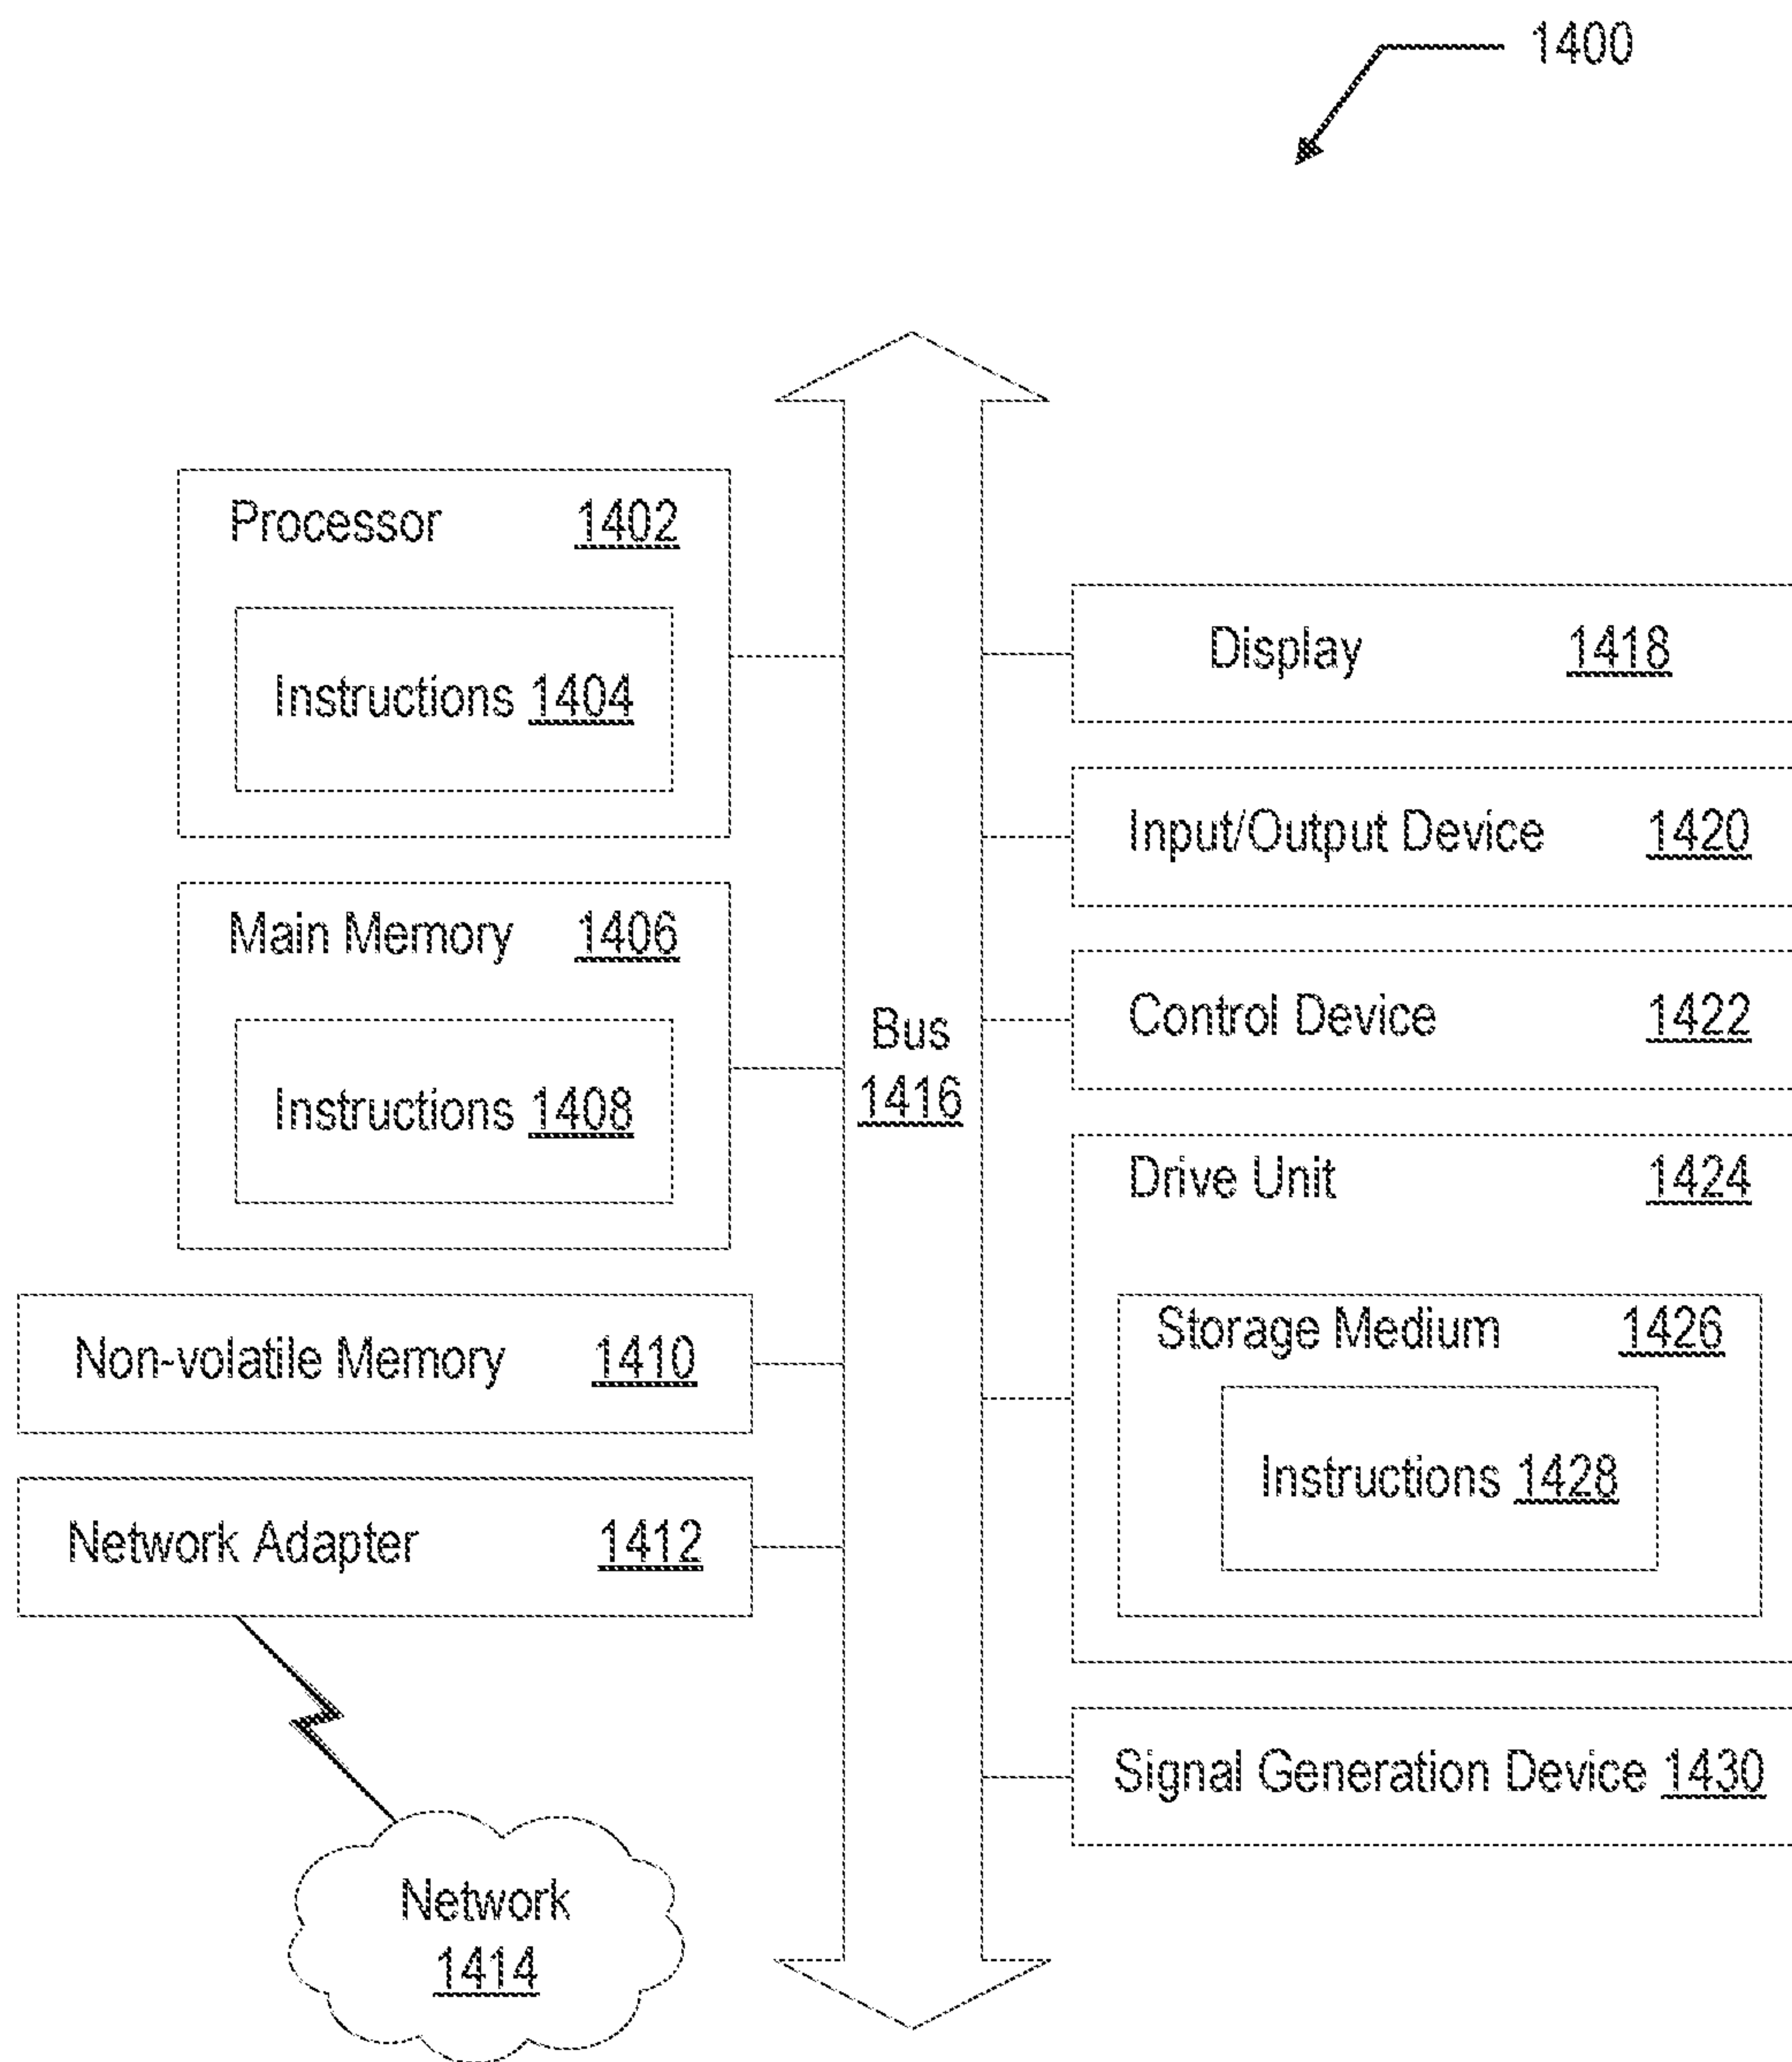 1400
Processor 1402
Instructions 1404
Main Memory 1406
Instructions 1408
Non-volatile Memory 1410
Network Adapter 1412
Network
1414
Bus
1416
Display 1418
Input/Output Device 1420
Control Device 1422
Drive Unit 1424
Storage Medium 1426
Instructions 1428
Signal Generation Device 1430